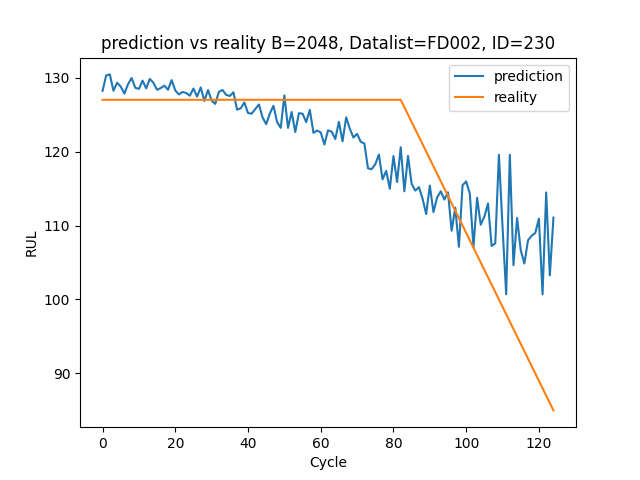 prediction vs reality B=2048, Datalist=FD002, ID=230
prediction
reality
130
120
110
100
90
RUL
0 20 40 60 80 100 120
Cycle